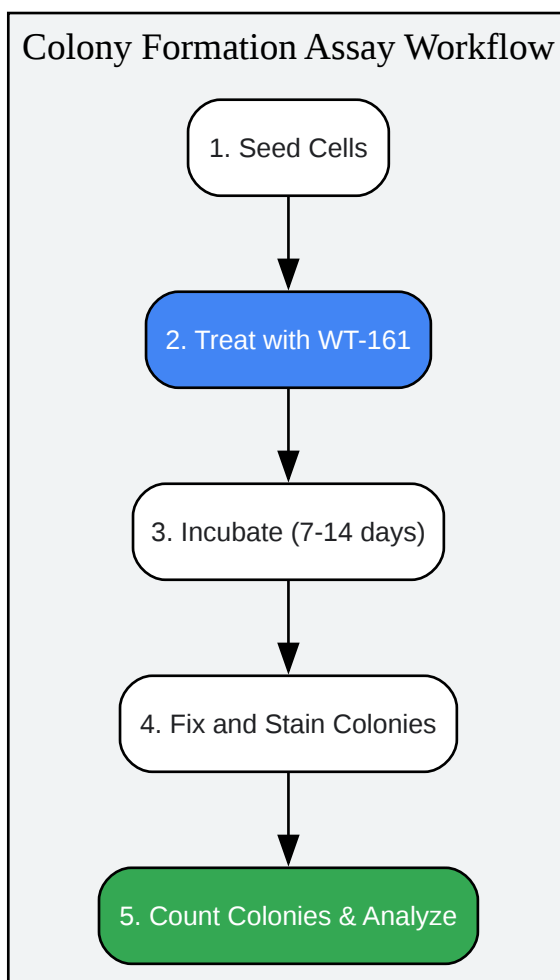 Colony Formation Assay Workflow
1. Seed Cells
2. Treat with WT-161
3. Incubate (7-14 days)
4. Fix and Stain Colonies
5. Count Colonies & Analyze